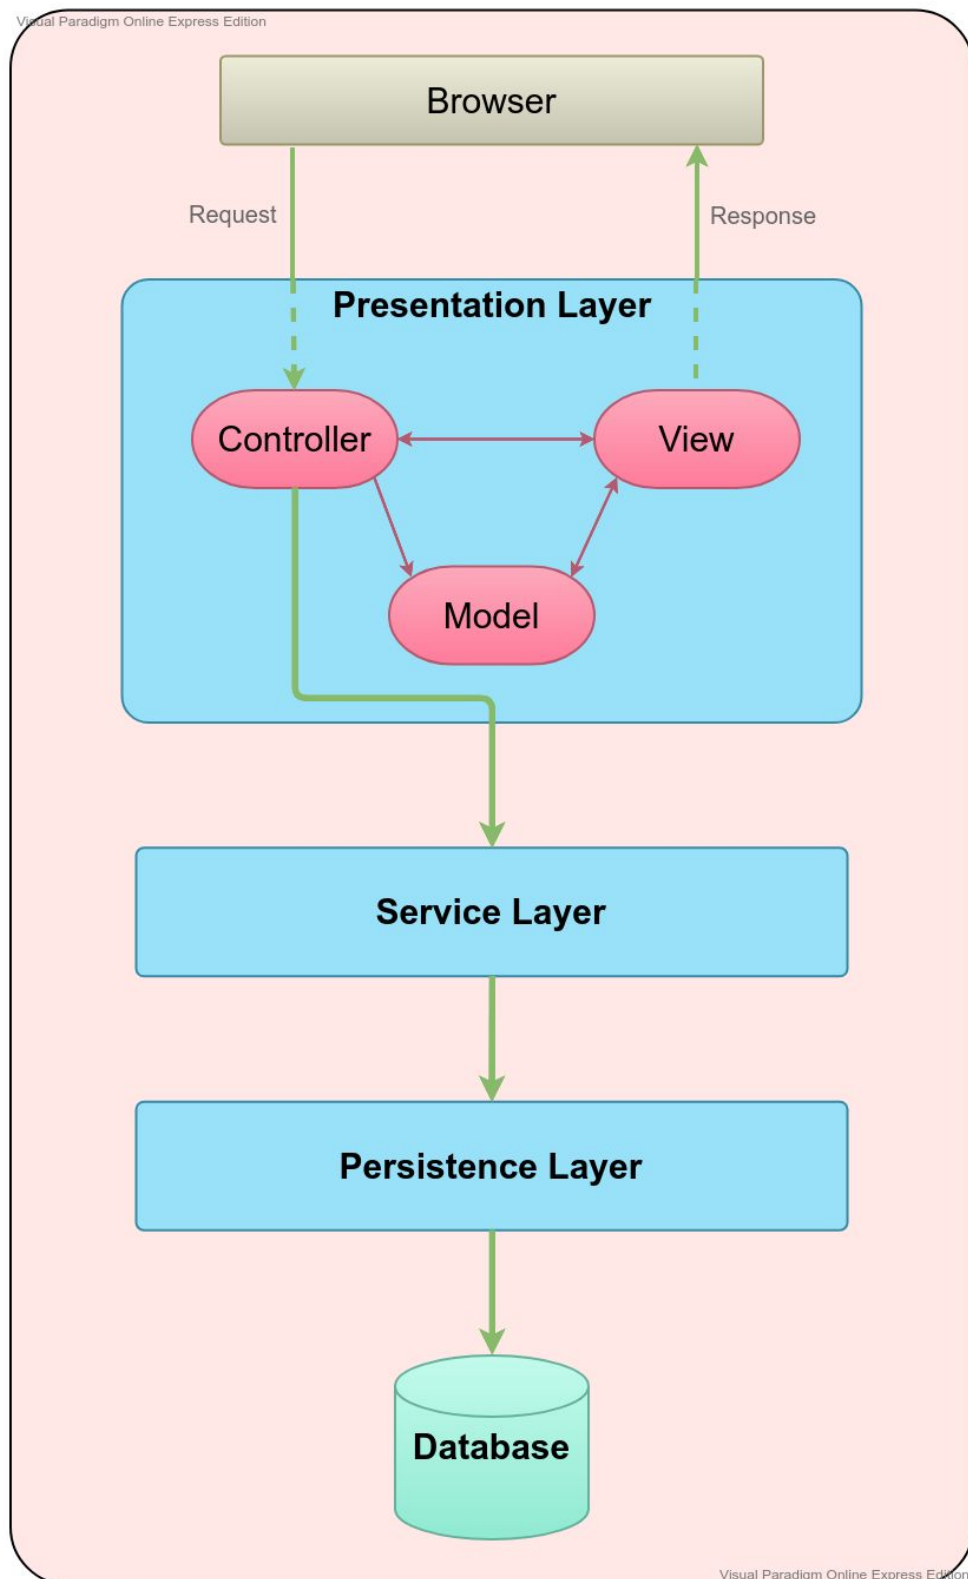 Visual Paradigm Online Express Edition
Browser
Request
Response
Presentation Layer
Controller
View
Model
Service Layer
Persistence Layer
Database
Visual Paradigm Online Express Edition